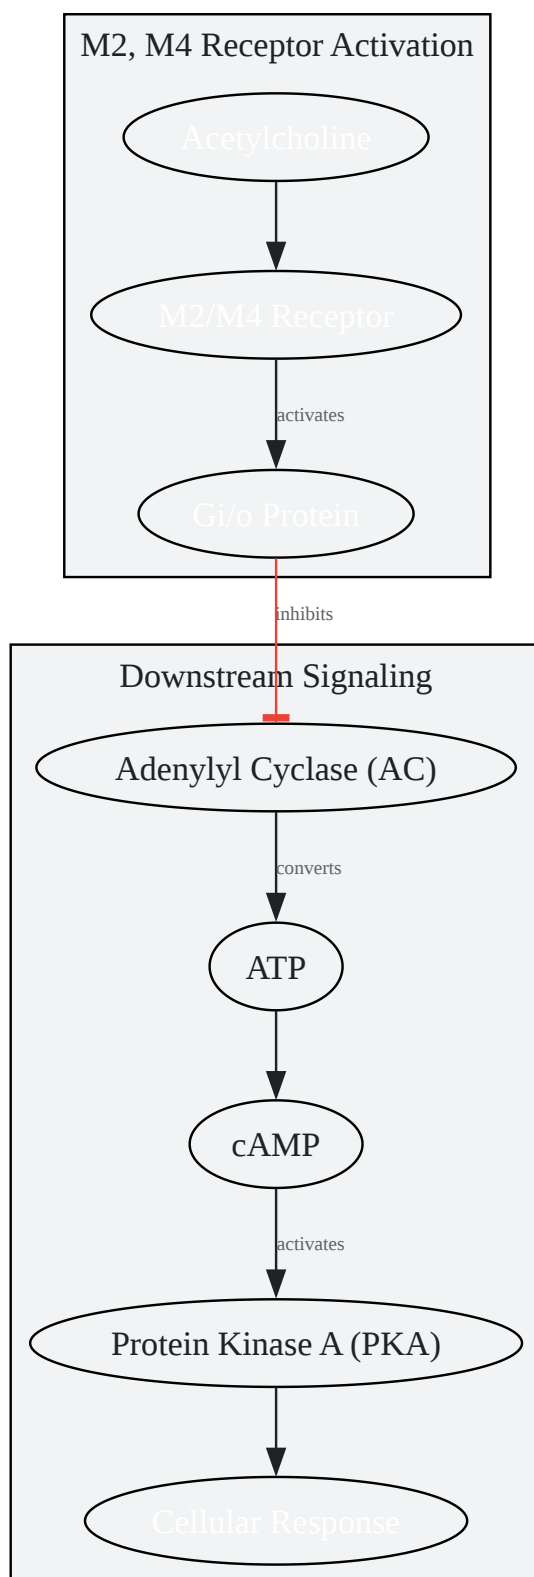 M2, M4 Receptor Activation
Acetylcholine
M2/M4 Receptor
activates
Gi/o Protein
inhibits
Downstream Signaling
Adenylyl Cyclase (AC)
converts
ATP
cAMP
activates
Protein Kinase A (PKA)
Cellular Response